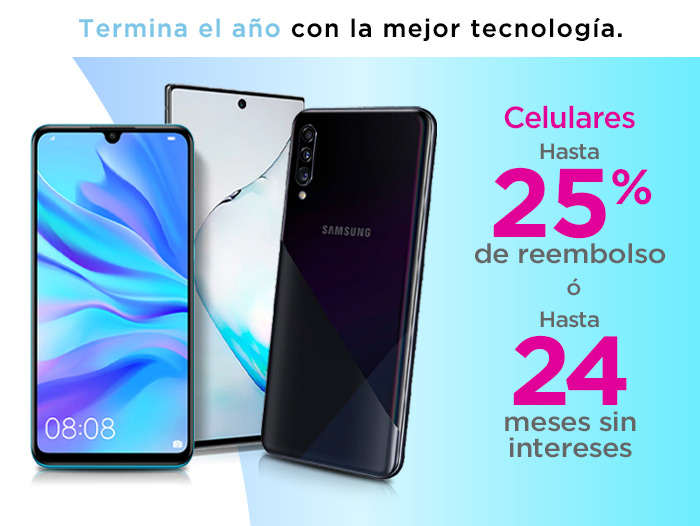 Termina el año con la mejor tecnología.
Celulares
Hasta
25%
de reembolso
ó
Hasta
24
meses sin
intereses
SAMSUNG
08:08